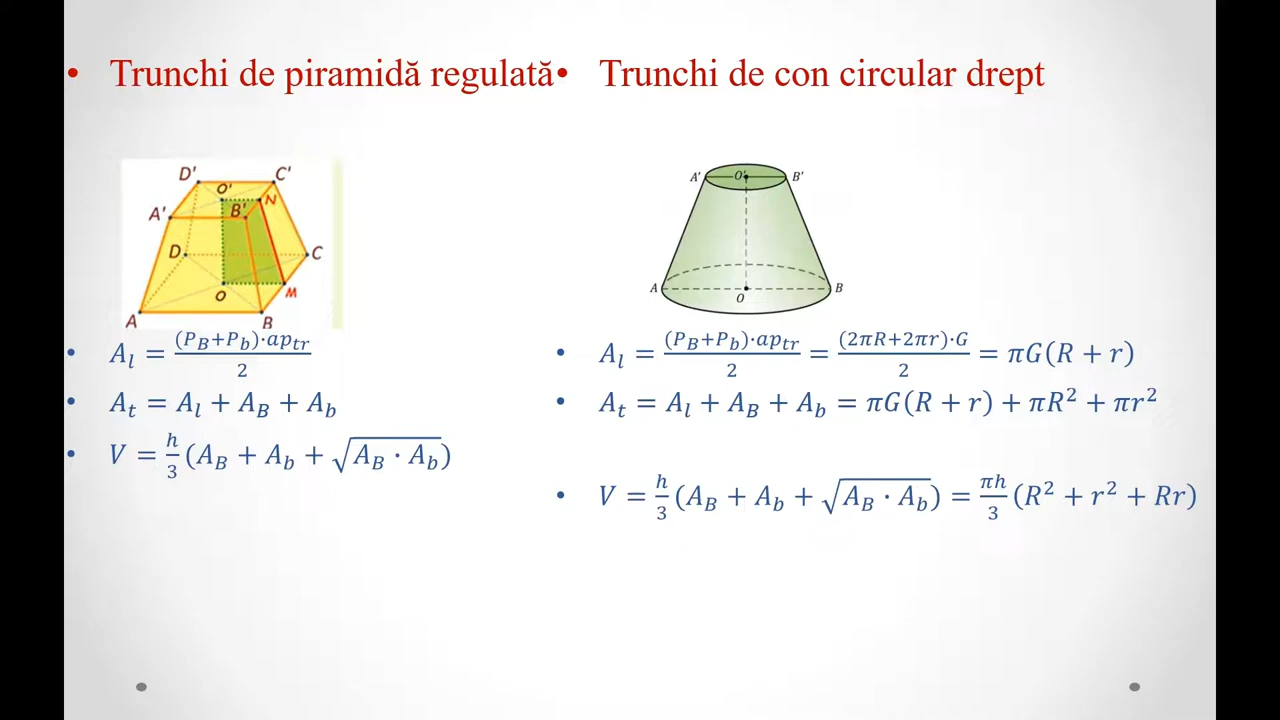 • Trunchi de piramidă regulată
D' C'
O' N
A' B'
D C
O M
A B
• A_l = (P_B+P_b)·ap_tr / 2
• A_t = A_l + A_B + A_b
• V = h/3 (A_B + A_b + √(A_B · A_b))
• Trunchi de con circular drept
A' O' B'
A O B
• A_l = (P_B+P_b)·ap_tr / 2 = (2πR+2πr)·G / 2 = πG(R + r)
• A_t = A_l + A_B + A_b = πG(R + r) + πR² + πr²
• V = h/3 (A_B + A_b + √(A_B · A_b)) = πh/3 (R² + r² + Rr)